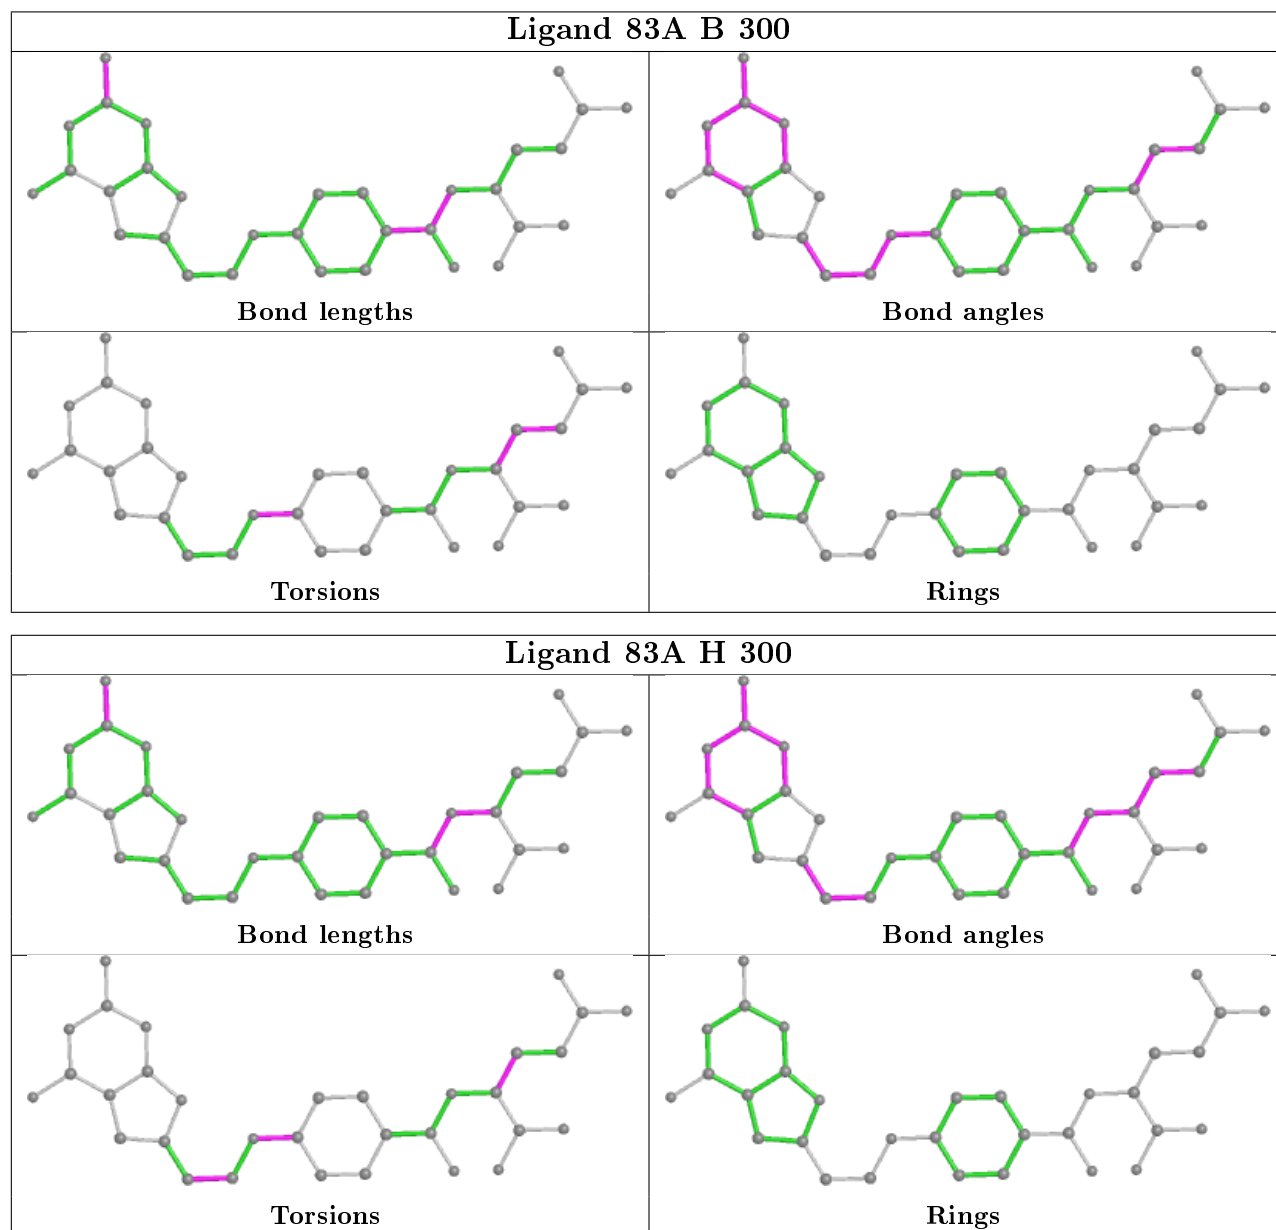 Ligand 83A B 300
Bond lengths
Bond angles
Torsions
Rings
Ligand 83A H 300
Bond lengths
Bond angles
Torsions
Rings